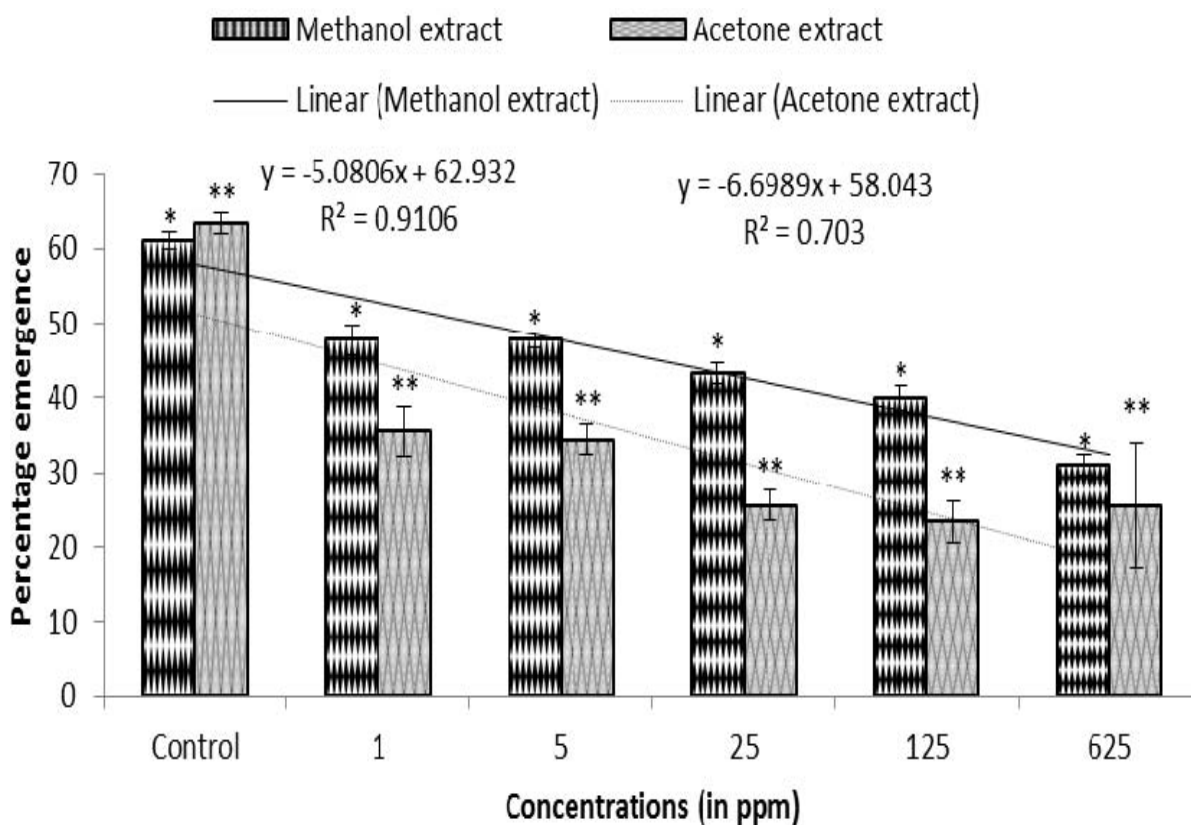 Methanol extract
Acetone extract
Linear (Methanol extract)
Linear (Acetone extract)
y = -5.0806x + 62.932
R² = 0.9106
y = -6.6989x + 58.043
R² = 0.703
Percentage emergence
70
60
50
40
30
20
10
0
*
**
*
**
*
**
*
**
*
**
*
**
Control
1
5
25
125
625
Concentrations (in ppm)